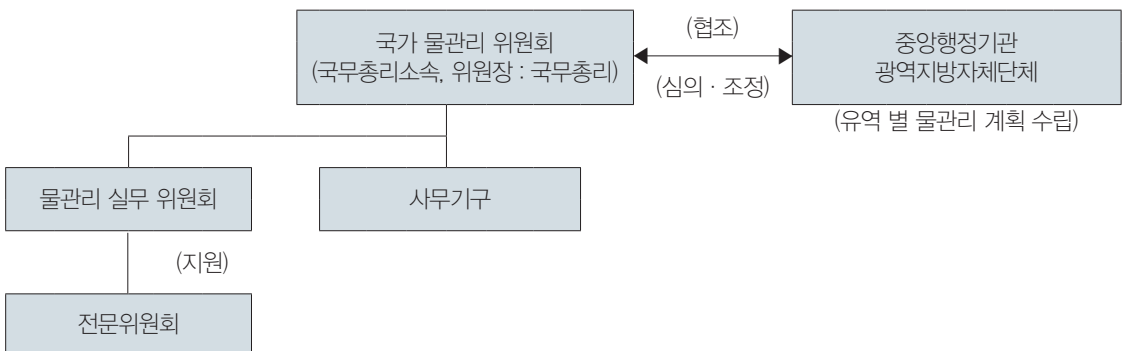 국가 물관리 위원회
(국무총리소속, 위원장 : 국무총리)
(협조)
(심의 · 조정)
중앙행정기관
광역지방자체단체
(유역 별 물관리 계획 수립)
물관리 실무 위원회
사무기구
(지원)
전문위원회